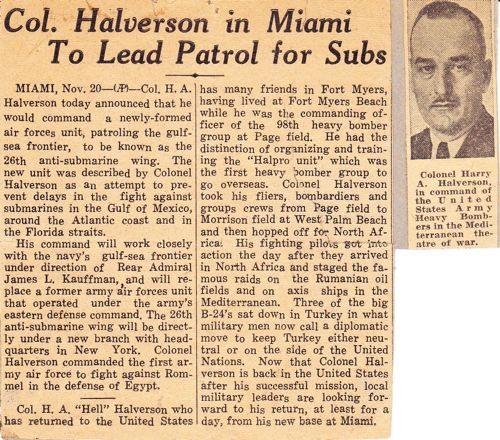 Col. Halverson in Miami
To Lead Patrol for Subs
MIAMI, Nov. 20—(AP)—Col. H. A.
Halverson today announced that he
would command a newly-formed
air forces unit, patroling the gulf-
sea frontier, to be known as the
26th anti-submarine wing. The
new unit was described by Colonel
Halverson as an attempt to pre-
vent delays in the fight against
submarines in the Gulf of Mexico,
around the Atlantic coast and in
the Florida straits.
His command will work closely
with the navy's gulf-sea frontier
under direction of Rear Admiral
James L. Kauffman, and will re-
place a former army air forces unit
that operated under the army's
eastern defense command. The 26th
anti-submarine wing will be direct-
ly under a new branch with head-
quarters in New York. Colonel
Halverson commanded the first ar-
my air force to fight against Rom-
mel in the defense of Egypt.
Col. H. A. "Hell" Halverson who
has returned to the United States
has many friends in Fort Myers,
having lived at Fort Myers Beach
while he was the commanding of-
ficer of the 98th heavy bomber
group at Page field. He had the
distinction of organizing and train-
ing the "Halpro unit" which was
the first heavy bomber group to
go overseas. Colonel Halverson
took his fliers, bombardiers and
groups crews from Page field to
Morrison field at West Palm Beach
and then hopped off for North Af-
rica. His fighting pilots got into
action the day after they arrived
in North Africa and staged the fa-
mous raids on the Rumanian oil
fields and on axis ships in the
Mediterranean. Three of the big
B-24's sat down in Turkey in what
military men now call a diplomatic
move to keep Turkey either neu-
tral or on the side of the United
Nations. Now that Colonel Hal-
verson is back in the United States
after his successful mission, local
military leaders are looking for-
ward to his return, at least for a
day, from his new base at Miami.
Colonel Harry
A. Halverson,
in command of
the United
States Army
Heavy Bomb-
ers in the Medi-
terranean the-
atre of war.